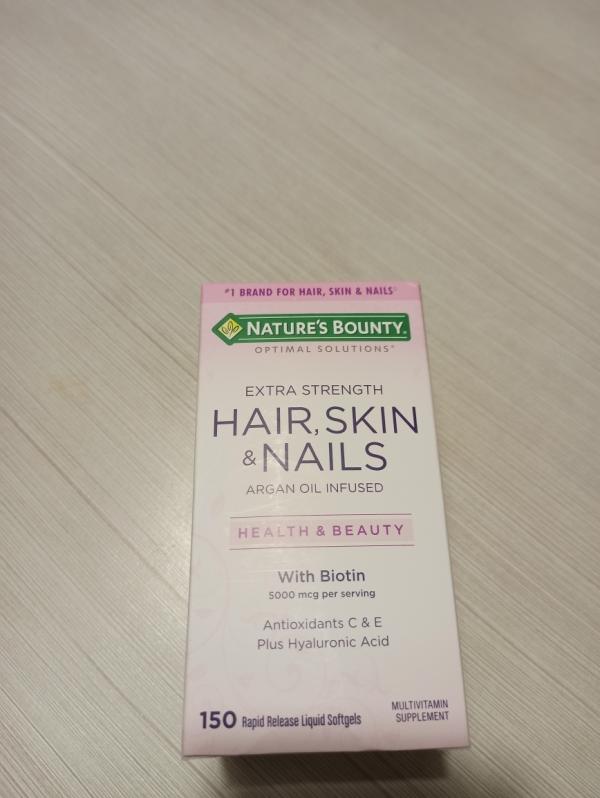 #1 BRAND FOR HAIR, SKIN & NAILS
NATURE'S BOUNTY®
OPTIMAL SOLUTIONS®
EXTRA STRENGTH
HAIR, SKIN
& NAILS
ARGAN OIL INFUSED
HEALTH & BEAUTY
With Biotin
5000 mcg per serving
Antioxidants C & E
Plus Hyaluronic Acid
150 Rapid Release Liquid Softgels
MULTIVITAMIN
SUPPLEMENT